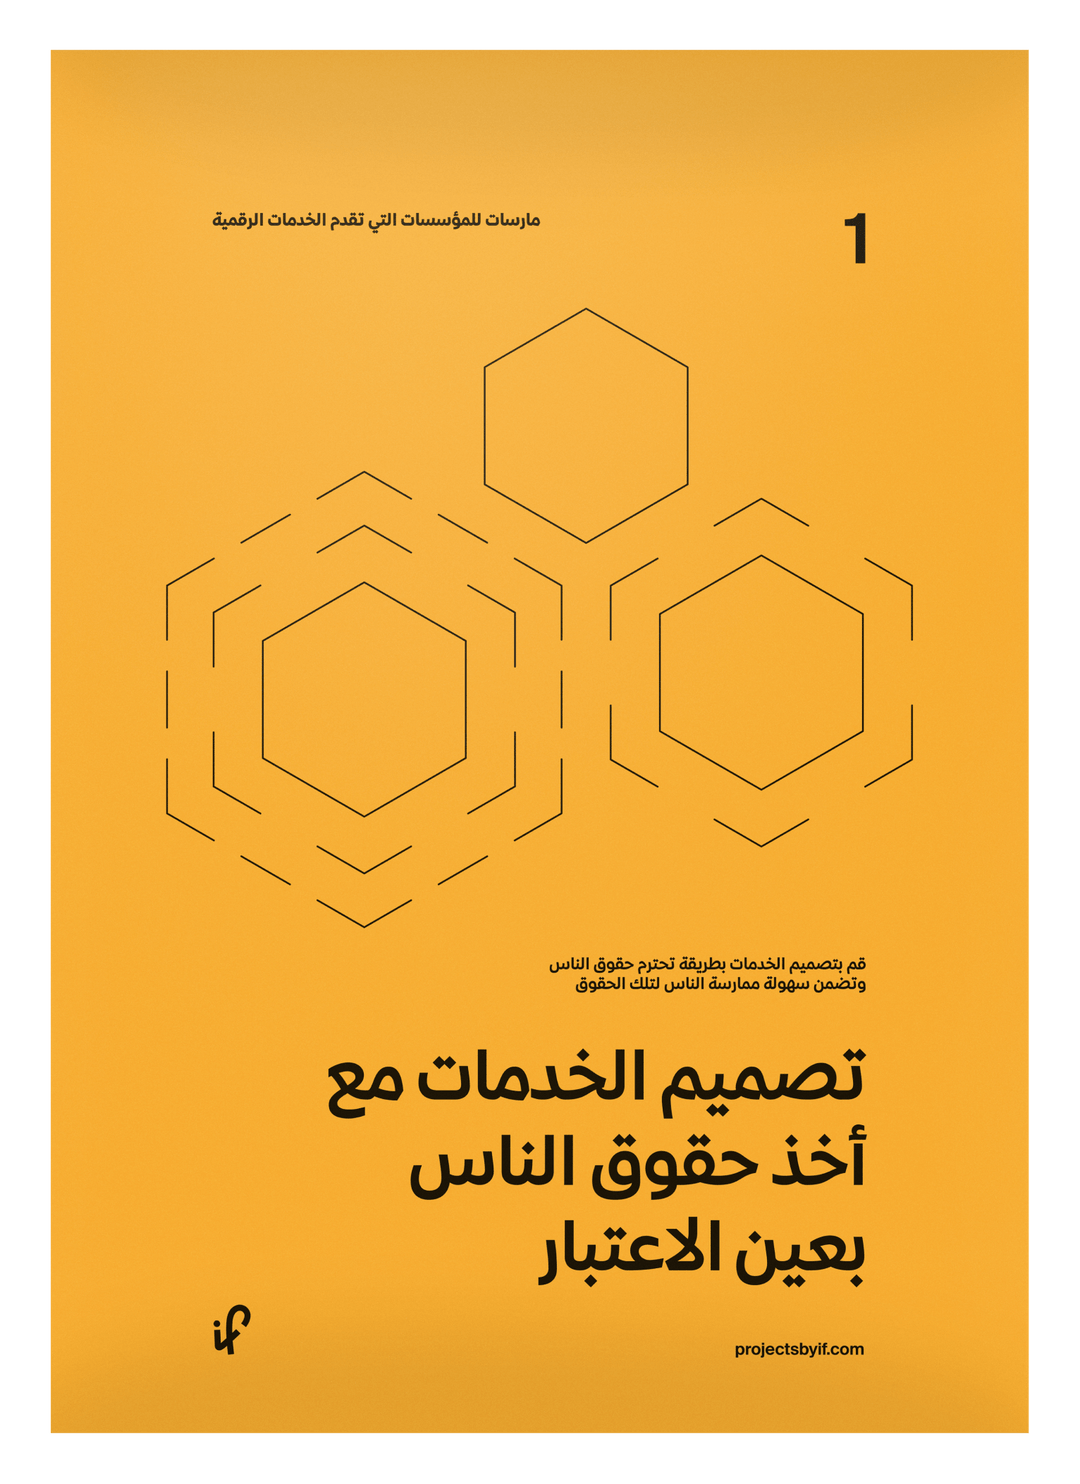 1
مارسات للمؤسسات التي تقدم الخدمات الرقمية
قم بتصميم الخدمات بطريقة تحترم حقوق الناس
وتضمن سهولة ممارسة الناس لتلك الحقوق
تصميم الخدمات مع
أخذ حقوق الناس
بعين الاعتبار
projectsbyif.com
if